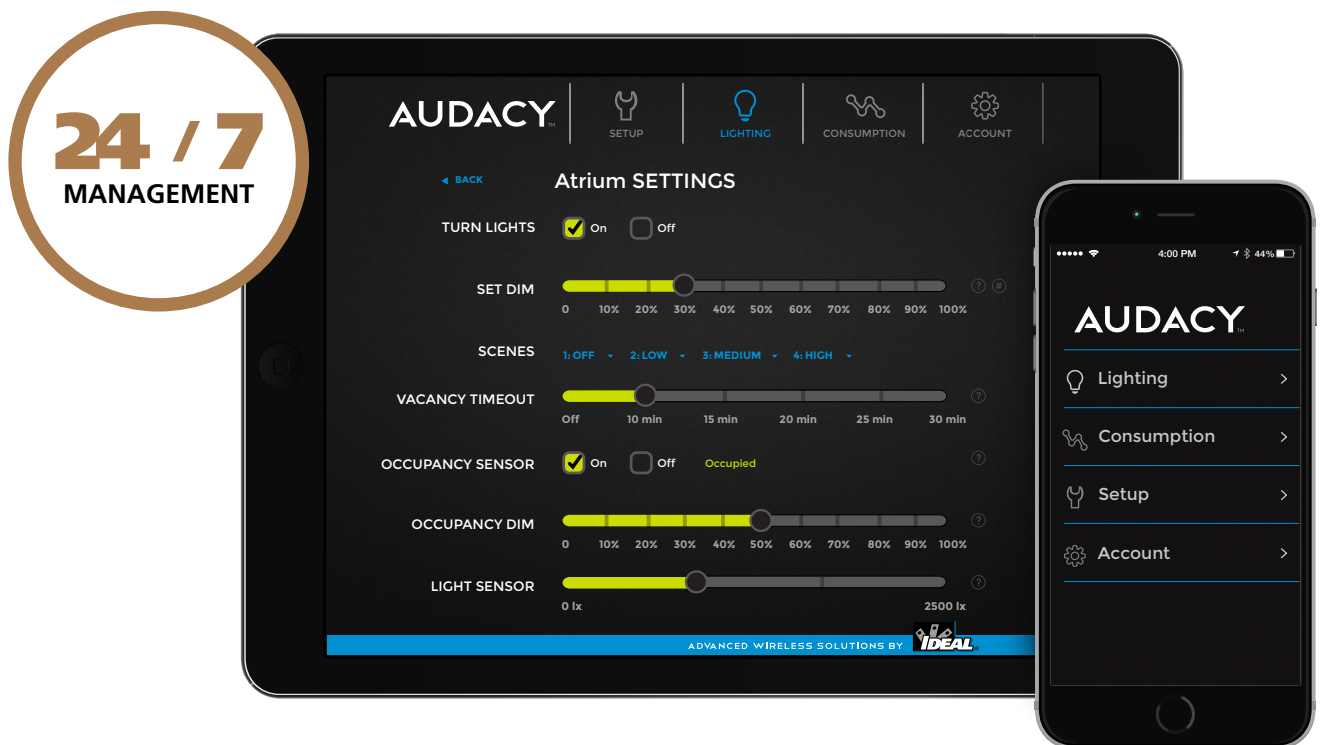 24 / 7
MANAGEMENT
AUDACY™
SETUP
LIGHTING
CONSUMPTION
ACCOUNT
◀ BACK
Atrium SETTINGS
TURN LIGHTS
On
Off
SET DIM
? #
0 10% 20% 30% 40% 50% 60% 70% 80% 90% 100%
SCENES
1: OFF 2: LOW 3: MEDIUM 4: HIGH
VACANCY TIMEOUT
?
Off 10 min 15 min 20 min 25 min 30 min
OCCUPANCY SENSOR
On
Off
Occupied
?
OCCUPANCY DIM
?
0 10% 20% 30% 40% 50% 60% 70% 80% 90% 100%
LIGHT SENSOR
?
0 lx 2500 lx
ADVANCED WIRELESS SOLUTIONS BY IDEAL
4:00 PM 44%
AUDACY™
Lighting >
Consumption >
Setup >
Account >